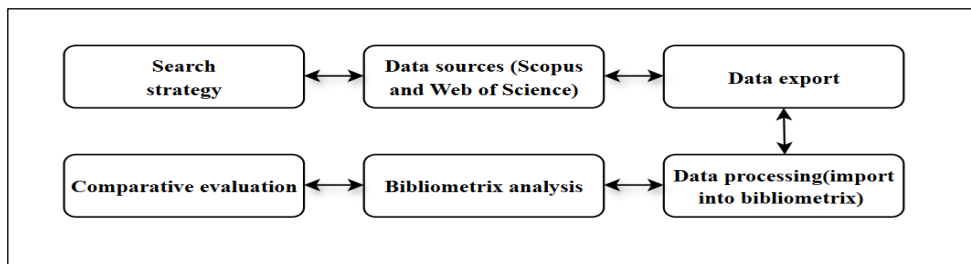 Search
strategy
Data sources (Scopus
and Web of Science)
Data export
Comparative evaluation
Bibliometrix analysis
Data processing(import
into bibliometrix)